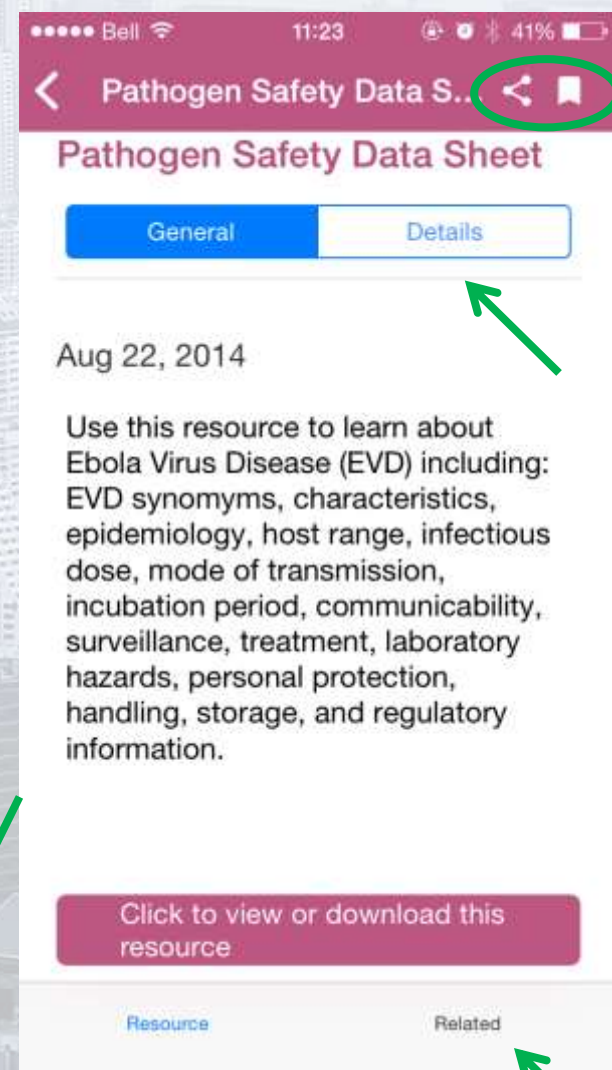 Bell 11:23 41%
Pathogen Safety Data S...
Pathogen Safety Data Sheet
General Details
Aug 22, 2014
Use this resource to learn about
Ebola Virus Disease (EVD) including:
EVD synomyms, characteristics,
epidemiology, host range, infectious
dose, mode of transmission,
incubation period, communicability,
surveillance, treatment, laboratory
hazards, personal protection,
handling, storage, and regulatory
information.
Click to view or download this
resource
Resource Related